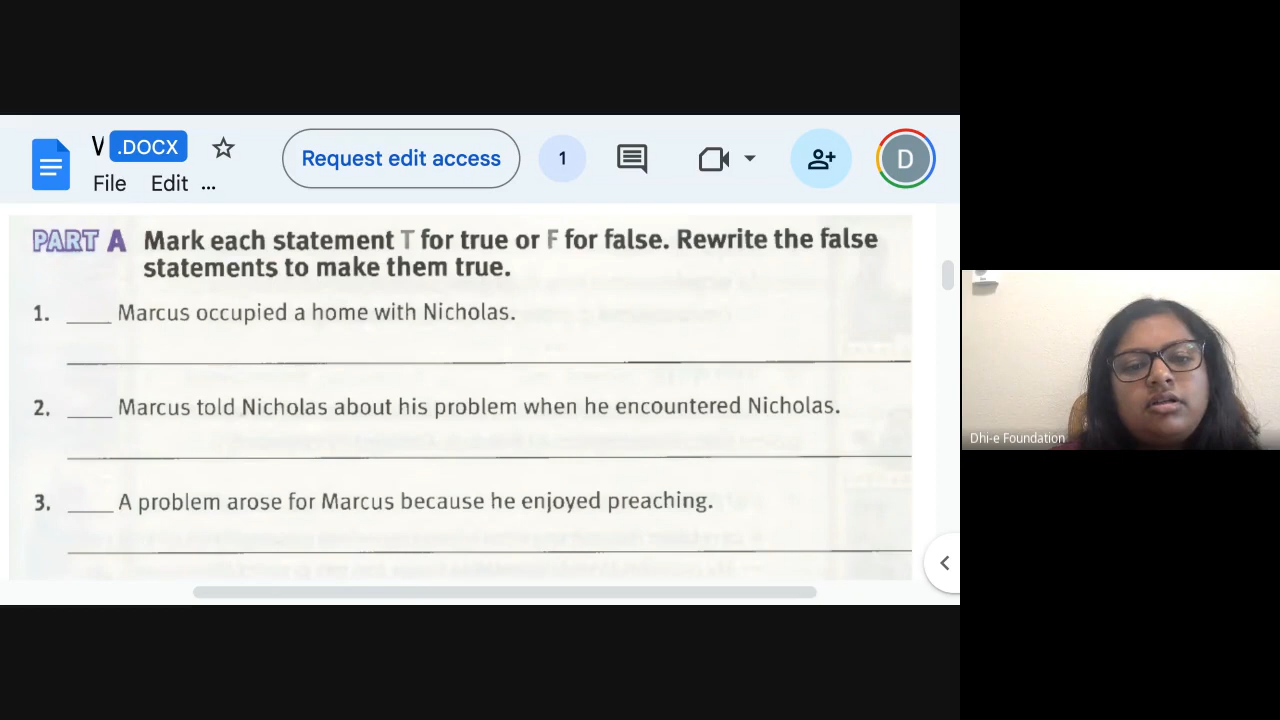 V .DOCX
Request edit access
1
D
File Edit ...
PART A Mark each statement T for true or F for false. Rewrite the false
statements to make them true.
1. ____ Marcus occupied a home with Nicholas.
2. ____ Marcus told Nicholas about his problem when he encountered Nicholas.
3. ____ A problem arose for Marcus because he enjoyed preaching.
Dhi-e Foundation